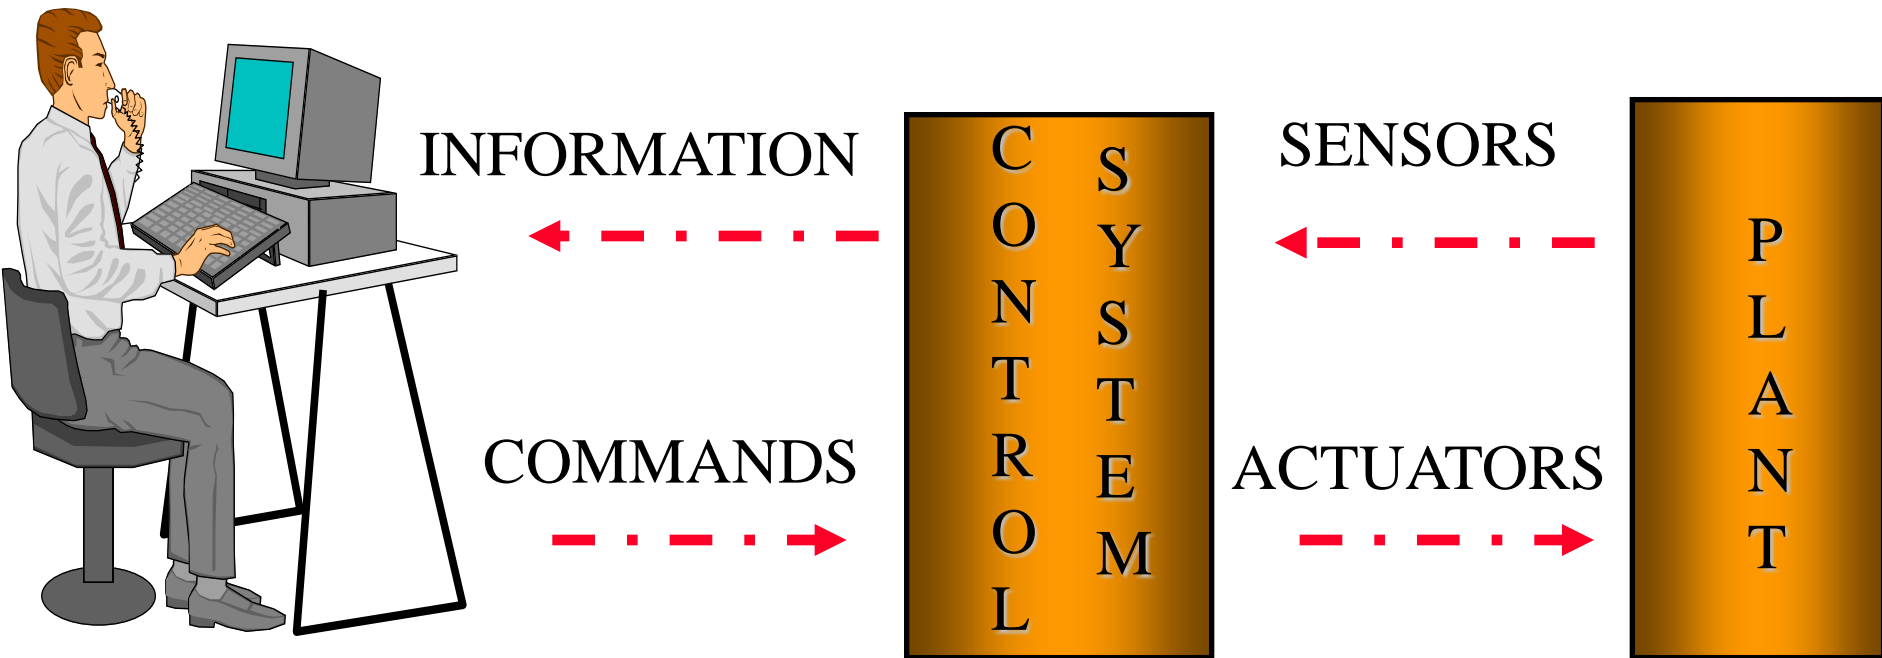 INFORMATION
COMMANDS
CONTROL
SYSTEM
SENSORS
ACTUATORS
PLANT